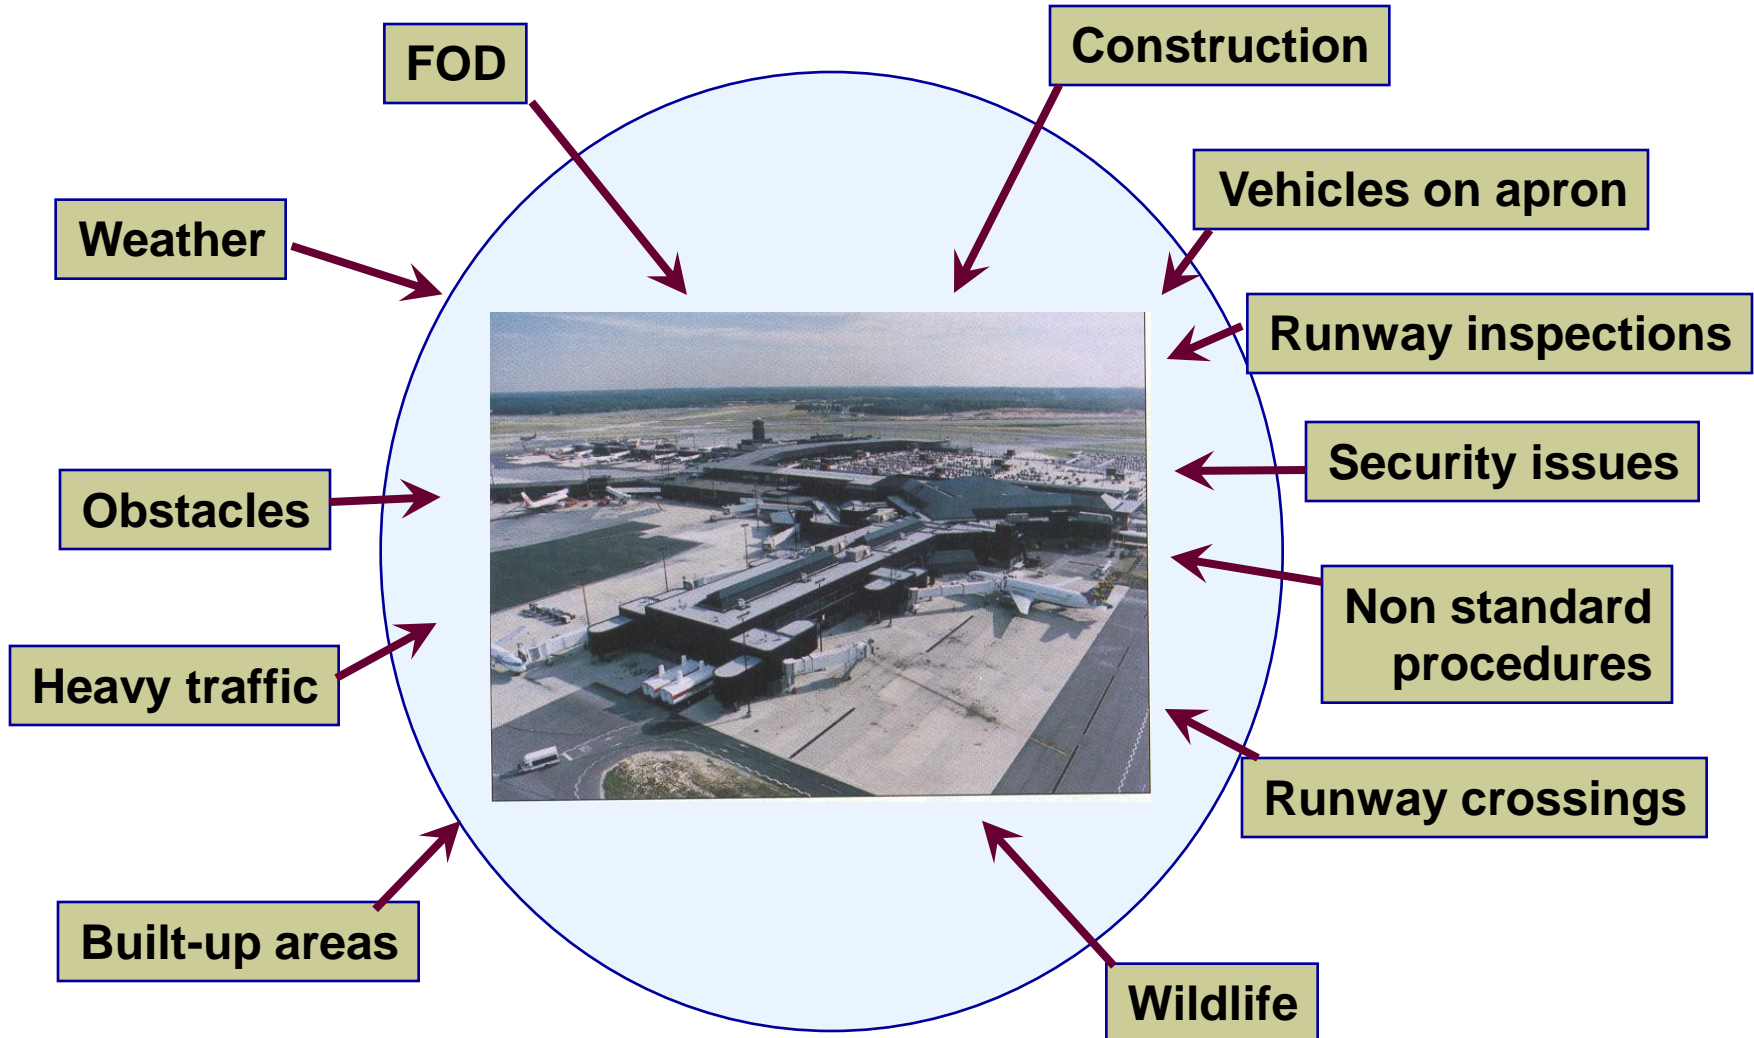 FOD
Construction
Vehicles on apron
Weather
Runway inspections
Security issues
Obstacles
Non standard
procedures
Heavy traffic
Runway crossings
Built-up areas
Wildlife